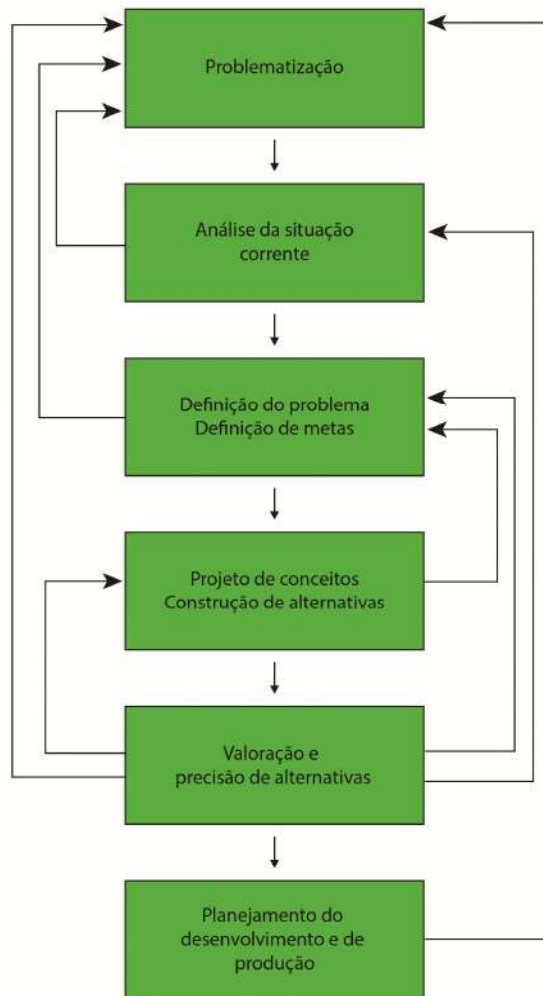 Problematização
Análise da situação
corrente
Definição do problema
Definição de metas
Projeto de conceitos
Construção de alternativas
Valoração e
precisão de alternativas
Planejamento do
desenvolvimento e de
produção